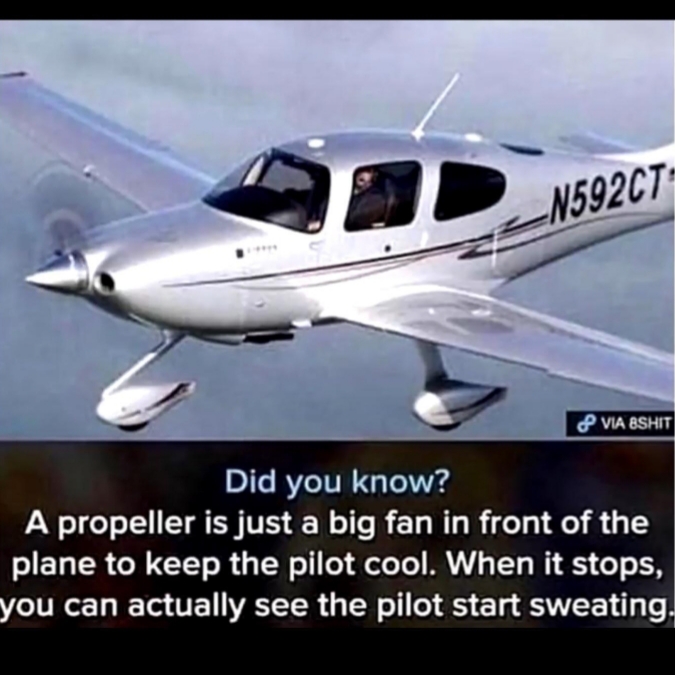 N592CT
VIA 8SHIT
Did you know?
A propeller is just a big fan in front of the
plane to keep the pilot cool. When it stops,
you can actually see the pilot start sweating.